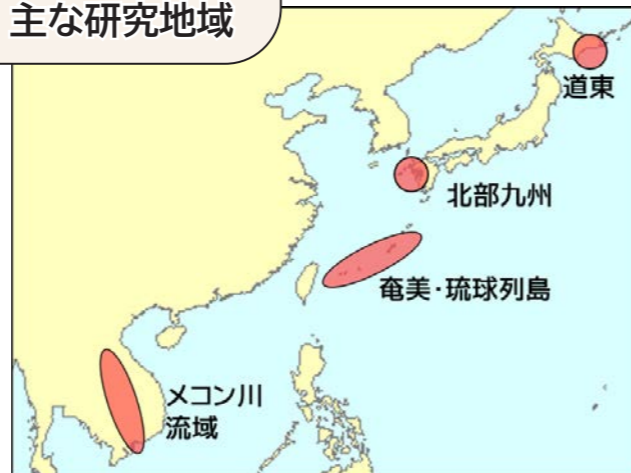 主な研究地域
道東
北部九州
奄美･琉球列島
メコン川
流域